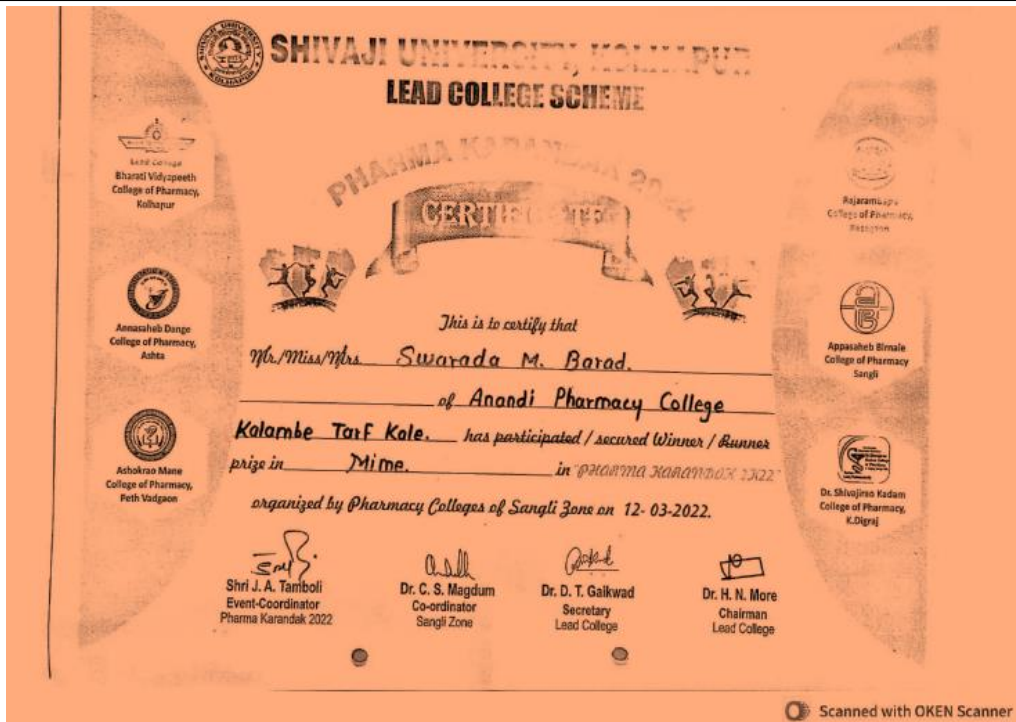 SHIVAJI UNIVERSITY, KOLHAPUR
LEAD COLLEGE SCHEME
PHARMA KARANDAK 2022
CERTIFICATE
Lead College
Bharati Vidyapeeth
College of Pharmacy,
Kolhapur
Rajarambapu
College of Pharmacy,
Annasaheb Dange
College of Pharmacy,
Ashta
Appasaheb Birnale
College of Pharmacy
Sangli
Ashokrao Mane
College of Pharmacy,
Peth Vadgaon
Dr. Shivajirao Kadam
College of Pharmacy,
K.Digraj
This is to certify that
Mr./Miss/Mrs. Swarada M. Barad.
of Anandi Pharmacy College
Kalambe Tarf Kale. has participated / secured Winner / Runner
prize in Mime. in "PHARMA KARANDAK 2022"
organized by Pharmacy Colleges of Sangli Zone on 12-03-2022.
Shri J. A. Tamboli
Event-Coordinator
Pharma Karandak 2022
Dr. C. S. Magdum
Co-ordinator
Sangli Zone
Dr. D. T. Gaikwad
Secretary
Lead College
Dr. H. N. More
Chairman
Lead College
Scanned with OKEN Scanner